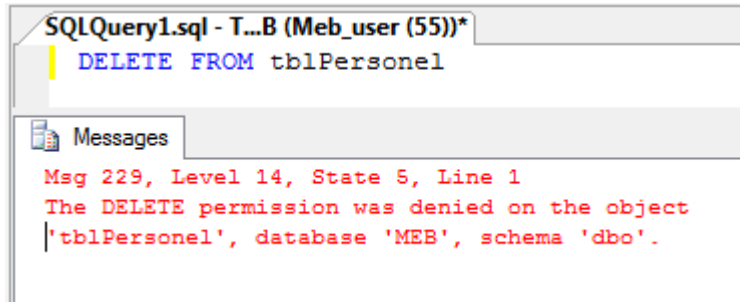 SQLQuery1.sql - T...B (Meb_user (55))*
DELETE FROM tblPersonel
Messages
Msg 229, Level 14, State 5, Line 1
The DELETE permission was denied on the object
'tblPersonel', database 'MEB', schema 'dbo'.